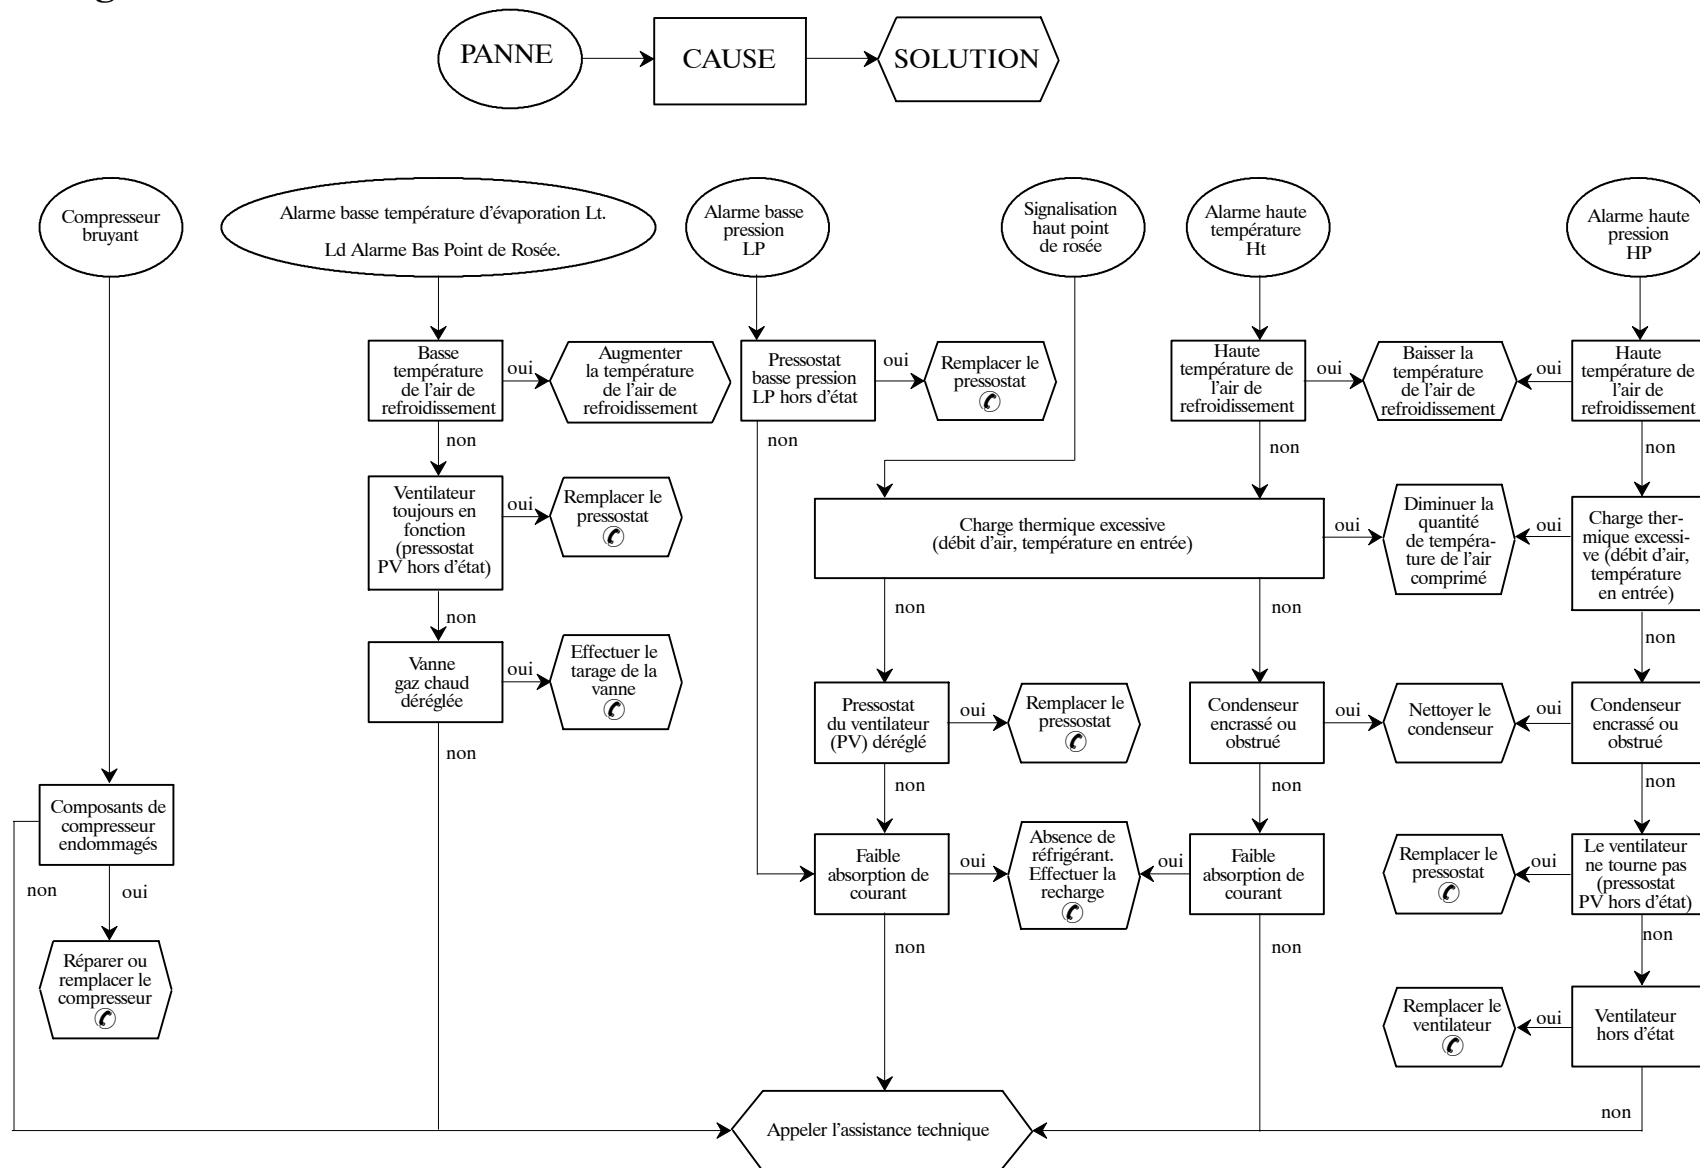 PANNE
CAUSE
SOLUTION
Compresseur
bruyant
Alarme basse température d'évaporation Lt.
Ld Alarme Bas Point de Rosée.
Alarme basse
pression
LP
Signalisation
haut point
de rosée
Alarme haute
température
Ht
Alarme haute
pression
HP
Basse
température
de l'air de
refroidissement
oui
Augmenter
la température
de l'air de
refroidissement
Pressostat
basse pression
LP hors d'état
oui
Remplacer le
pressostat
Haute
température de
l'air de
refroidissement
oui
Baisser la
température
de l'air de
refroidissement
oui
Haute
température de
l'air de
refroidissement
non
non
non
non
Ventilateur
toujours en
fonction
(pressostat
PV hors d'état)
oui
Remplacer le
pressostat
Charge thermique excessive
(débit d'air, température en entrée)
oui
Diminuer la
quantité
de tempéra-
ture de l'air
comprimé
oui
Charge ther-
mique excessi-
ve (débit d'air,
température
en entrée)
non
non
non
non
Vanne
gaz chaud
déréglée
oui
Effectuer le
tarage de la
vanne
Pressostat
du ventilateur
(PV) déréglé
oui
Remplacer le
pressostat
Condenseur
encrassé ou
obstrué
oui
Nettoyer le
condenseur
oui
Condenseur
encrassé ou
obstrué
non
non
non
non
Composants de
compresseur
endommagés
non
oui
Réparer ou
remplacer le
compresseur
Faible
absorption de
courant
oui
Absence de
réfrigérant.
Effectuer la
recharge
oui
Faible
absorption de
courant
Remplacer le
pressostat
oui
Le ventilateur
ne tourne pas
(pressostat
PV hors d'état)
non
non
non
Remplacer le
ventilateur
oui
Ventilateur
hors d'état
non
Appeler l'assistance technique